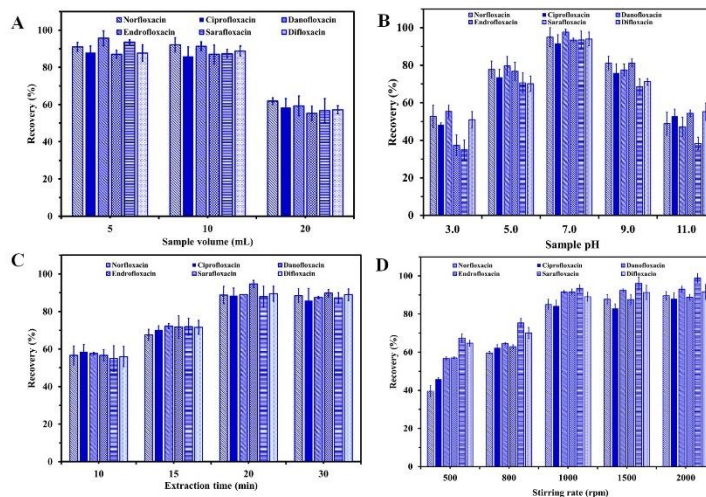 A
Norfloxacin Ciprofloxacin Danofloxacin
Endrofloxacin Sarafloxacin Difloxacin
Recovery (%)
100
80
60
40
20
0
5 10 20
Sample volume (mL)
B
Norfloxacin Ciprofloxacin Danofloxacin
Endrofloxacin Sarafloxacin Difloxacin
Recovery (%)
100
80
60
40
20
0
3.0 5.0 7.0 9.0 11.0
Sample pH
C
Norfloxacin Ciprofloxacin Danofloxacin
Endrofloxacin Sarafloxacin Difloxacin
Recovery (%)
100
80
60
40
20
0
10 15 20 30
Extraction time (min)
D
Norfloxacin Ciprofloxacin Danofloxacin
Endrofloxacin Sarafloxacin Difloxacin
Recovery (%)
100
80
60
40
20
0
500 800 1000 1500 2000
Stirring rate (rpm)